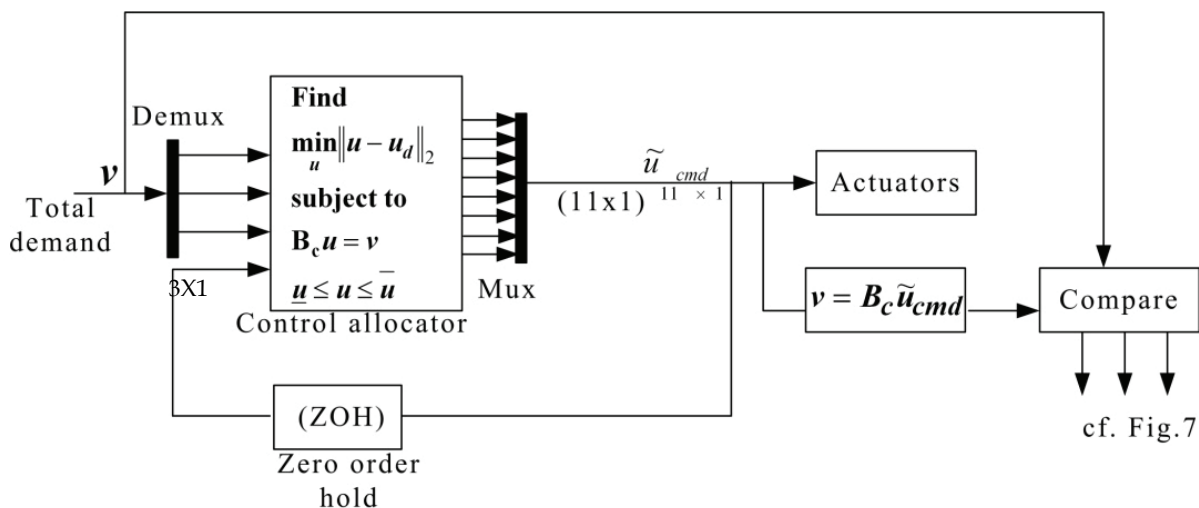 Demux
v
Total
demand
3X1
Find
min‖u − u_d‖₂
u
subject to
B_c u = v
u̲ ≤ u ≤ u̅
Control allocator
Mux
ũ_cmd
(11x1) 11 × 1
Actuators
v = B_c ũ_cmd
Compare
cf. Fig.7
(ZOH)
Zero order
hold